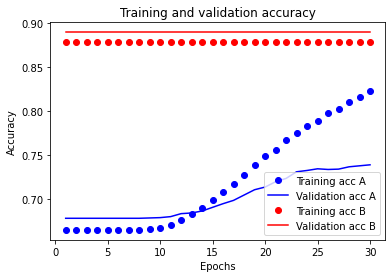 Training and validation accuracy
Accuracy
0.90
0.85
0.80
0.75
0.70
Training acc A
Validation acc A
Training acc B
Validation acc B
0 5 10 15 20 25 30
Epochs